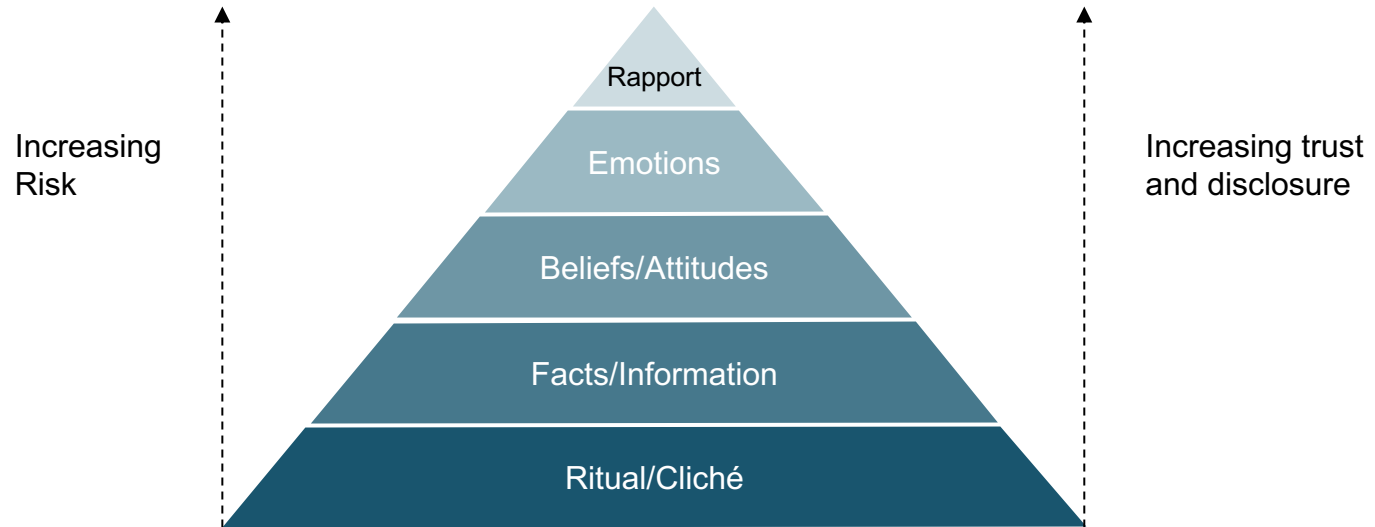 Rapport
Increasing
Risk
Emotions
Increasing trust
and disclosure
Beliefs/Attitudes
Facts/Information
Ritual/Cliché